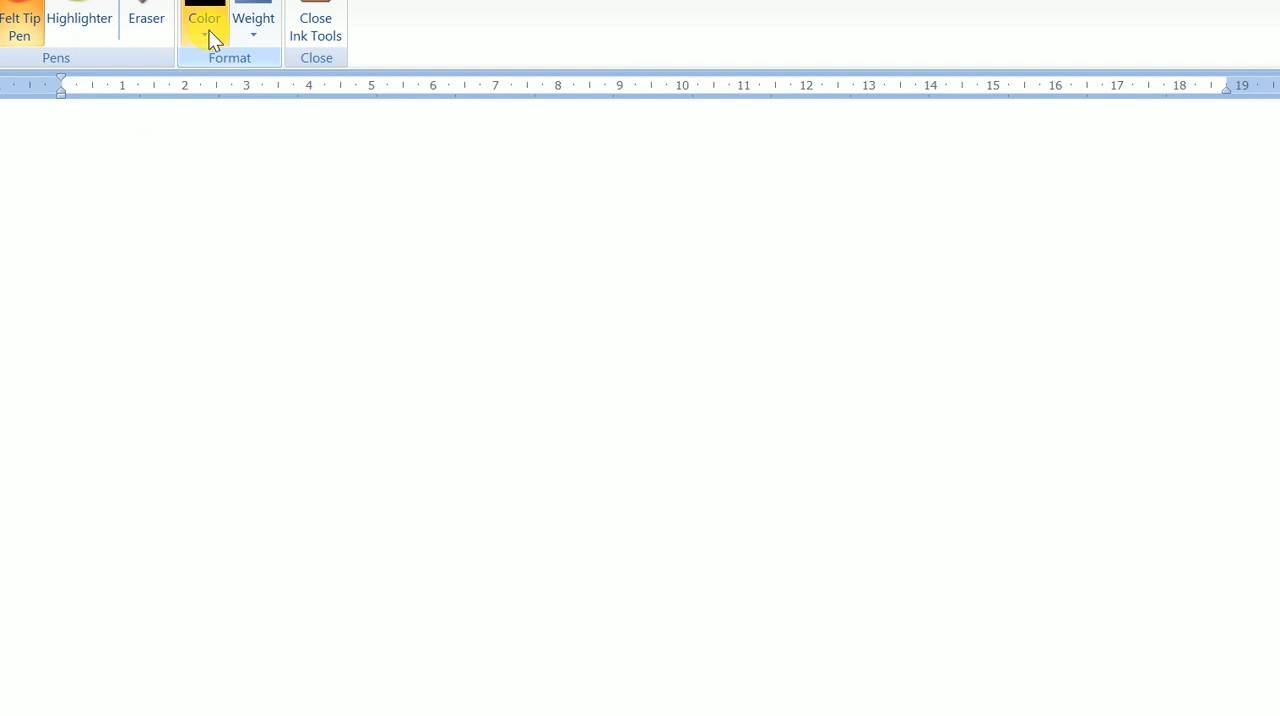 Felt Tip Pen Highlighter Eraser Color Weight Close Ink Tools
Pens Format Close
1 2 3 4 5 6 7 8 9 10 11 12 13 14 15 16 17 18 19